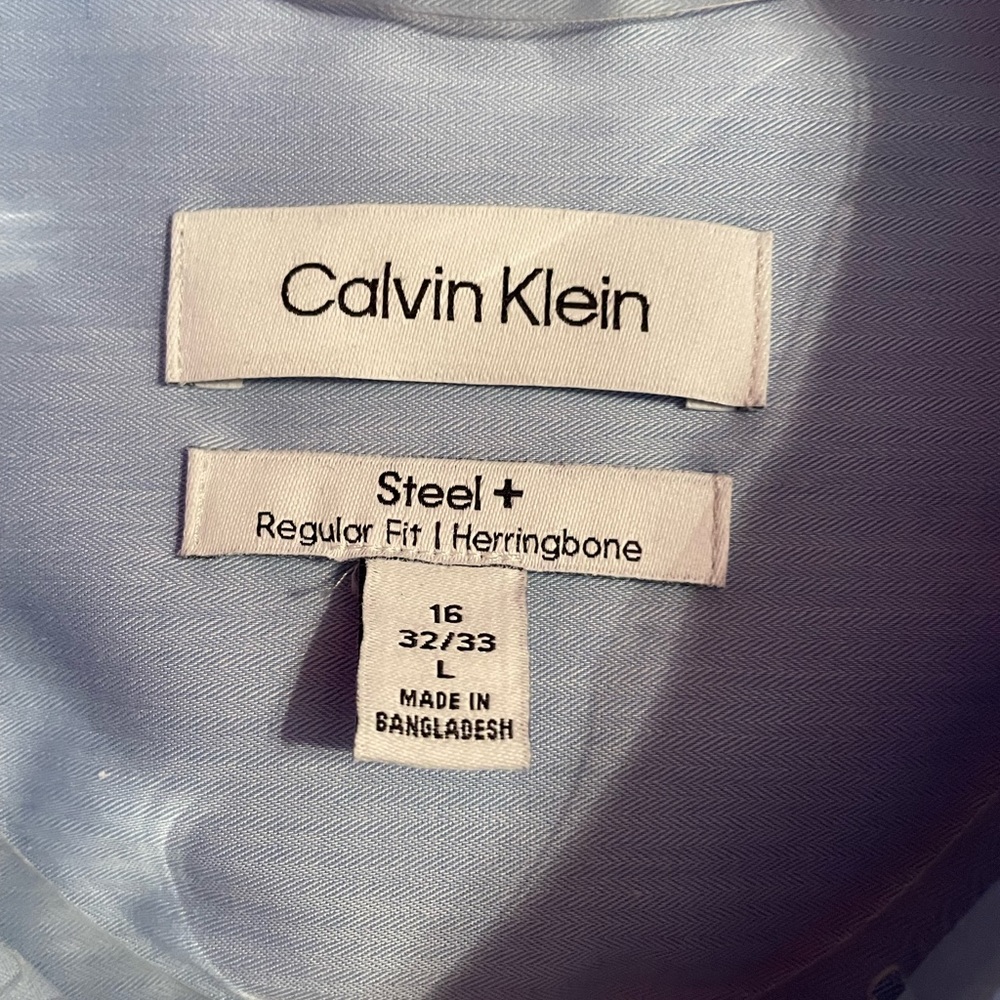 Calvin Klein
Steel +
Regular Fit | Herringbone
16
32/33
L
MADE IN
BANGLADESH